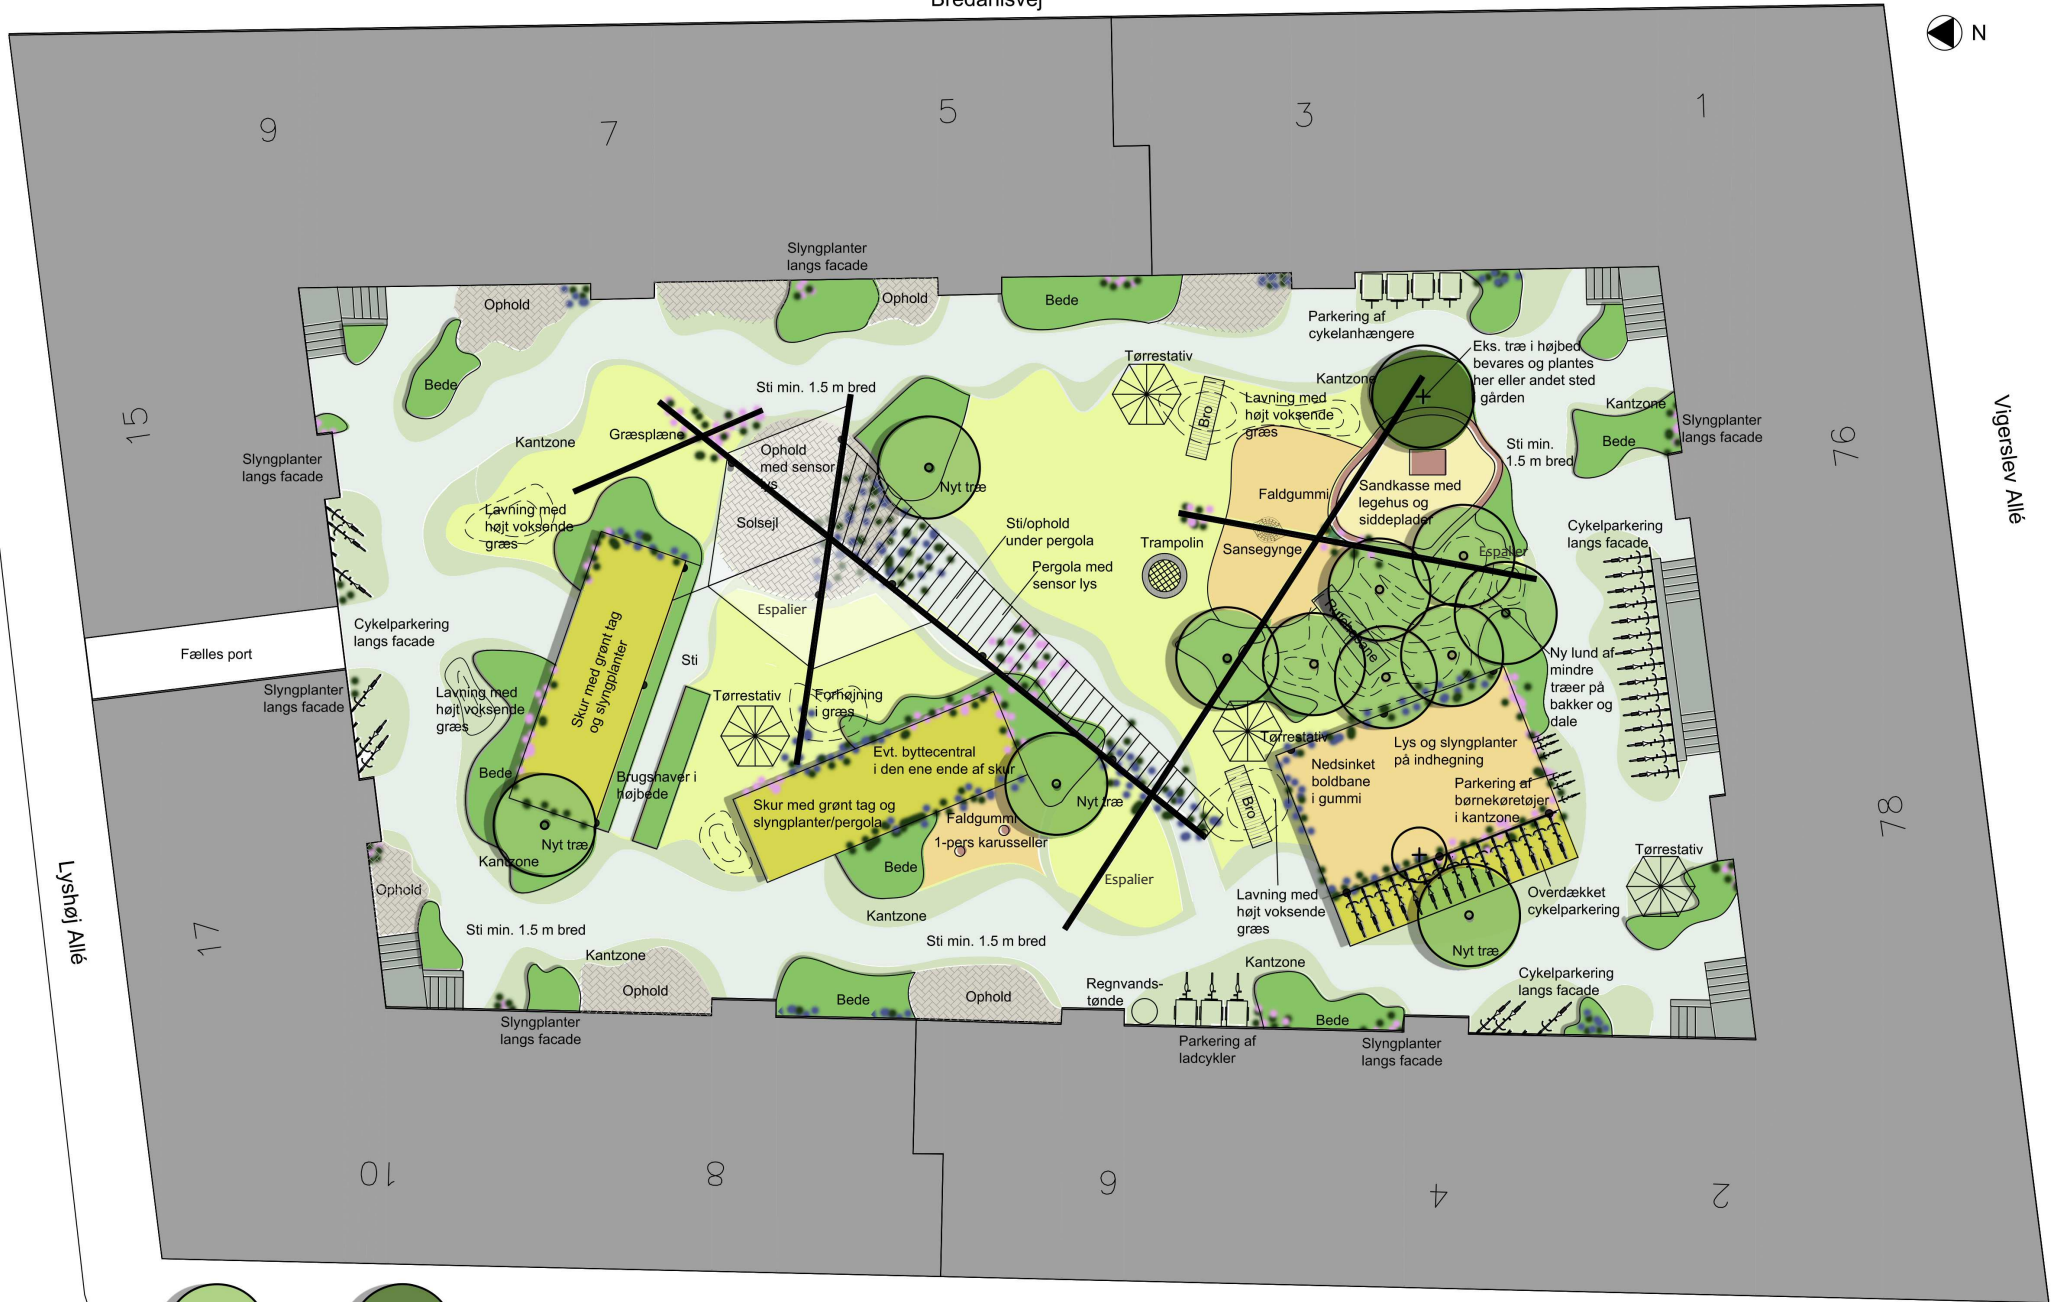 Bredahlsvej
N
9
7
5
3
1
15
17
10
8
6
4
2
76
78
Vigerslev Allé
Lyshøj Allé
Fælles port
Slyngplanter
langs facade
Ophold
Ophold
Bede
Bede
Parkering af
cykelanhængere
Tørrestativ
Eks. træ i højbed
bevares og plantes
her eller andet sted
i gården
Kantzone
Sti min. 1.5 m bred
Bro
Lavning med
højt voksende
græs
Kantzone
Bede
Slyngplanter
langs facade
Sti min.
1.5 m bred
Kantzone
Græsplæne
Ophold
med sensor
lys
Nyt træ
Slyngplanter
langs facade
Faldgummi
Sandkasse med
legehus og
siddeplader
Lavning med
højt voksende
græs
Solsejl
Sti/ophold
under pergola
Trampolin
Sansegynge
Espalier
Cykelparkering
langs facade
Pergola med
sensor lys
Espalier
Cykelparkering
langs facade
Skur med grønt tag
og slyngplanter
Sti
Slyngplanter
langs facade
Lavning med
højt voksende
græs
Tørrestativ
Forhøjning
i græs
Ny lund af
mindre
træer på
bakker og
dale
Tørrestativ
Lys og slyngplanter
på indhegning
Evt. byttecentral
i den ene ende af skur
Nedsinket
boldbane
i gummi
Parkering af
børnekøretøjer
i kantzone
Bede
Brugshaver i
højbede
Skur med grønt tag og
slyngplanter/pergola
Nyt træ
Bro
Faldgummi
1-pers karusseller
Nyt træ
Kantzone
Bede
Espalier
Tørrestativ
Ophold
Lavning med
højt voksende
græs
Overdækket
cykelparkering
Kantzone
Sti min. 1.5 m bred
Sti min. 1.5 m bred
Nyt træ
Kantzone
Kantzone
Cykelparkering
langs facade
Ophold
Bede
Ophold
Regnvands-
tønde
Bede
Slyngplanter
langs facade
Parkering af
ladcykler
Slyngplanter
langs facade